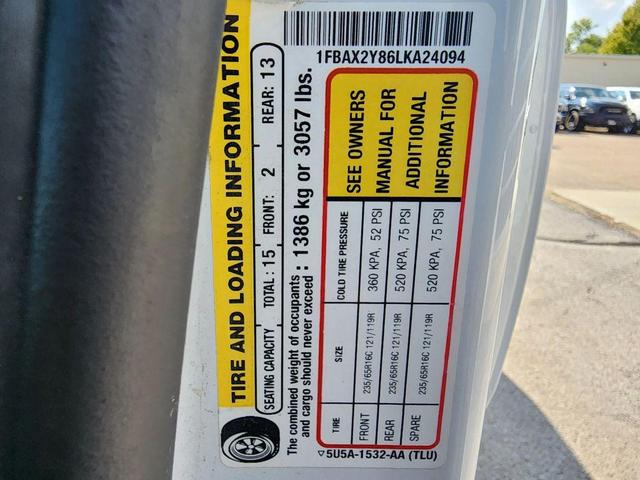 TIRE AND LOADING INFORMATION
SEATING CAPACITY TOTAL: 15 FRONT: 2 REAR: 13
The combined weight of occupants
and cargo should never exceed : 1386 kg or 3057 lbs.
TIRE SIZE COLD TIRE PRESSURE
FRONT 235/65R16C 121/119R 360 KPA, 52 PSI
REAR 235/65R16C 121/119R 520 KPA, 75 PSI
SPARE 235/65R16C 121/119R 520 KPA, 75 PSI
SEE OWNERS
MANUAL FOR
ADDITIONAL
INFORMATION
5U5A-1532-AA (TLU)
1FBAX2Y86LKA24094